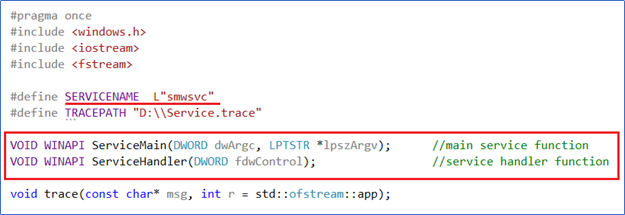 #pragma once
#include <windows.h>
#include <iostream>
#include <fstream>
#define SERVICENAME L"smwsvc"
#define TRACEPATH "D:\\Service.trace"
VOID WINAPI ServiceMain(DWORD dwArgc, LPTSTR *lpszArgv); //main service function
VOID WINAPI ServiceHandler(DWORD fdwControl); //service handler function
void trace(const char* msg, int r = std::ofstream::app);